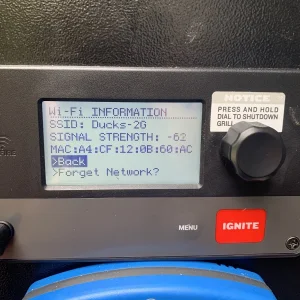 Wi-Fi INFORMATION
SSID: Ducks-2G
SIGNAL STRENGTH: -62
MAC:A4:CF:12:0B:60:AC
>Back
>Forget Network?
NOTICE
PRESS AND HOLD
DIAL TO SHUTDOWN
GRILL
MENU
IGNITE